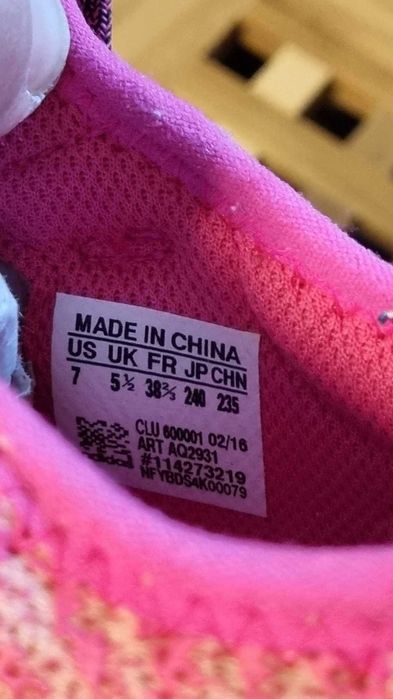 MADE IN CHINA
US UK FR JP CHN
7 5½ 38⅔ 240 235
CLU 600001 02/16
ART AQ2931
#114273219
NFYBDS4K00079